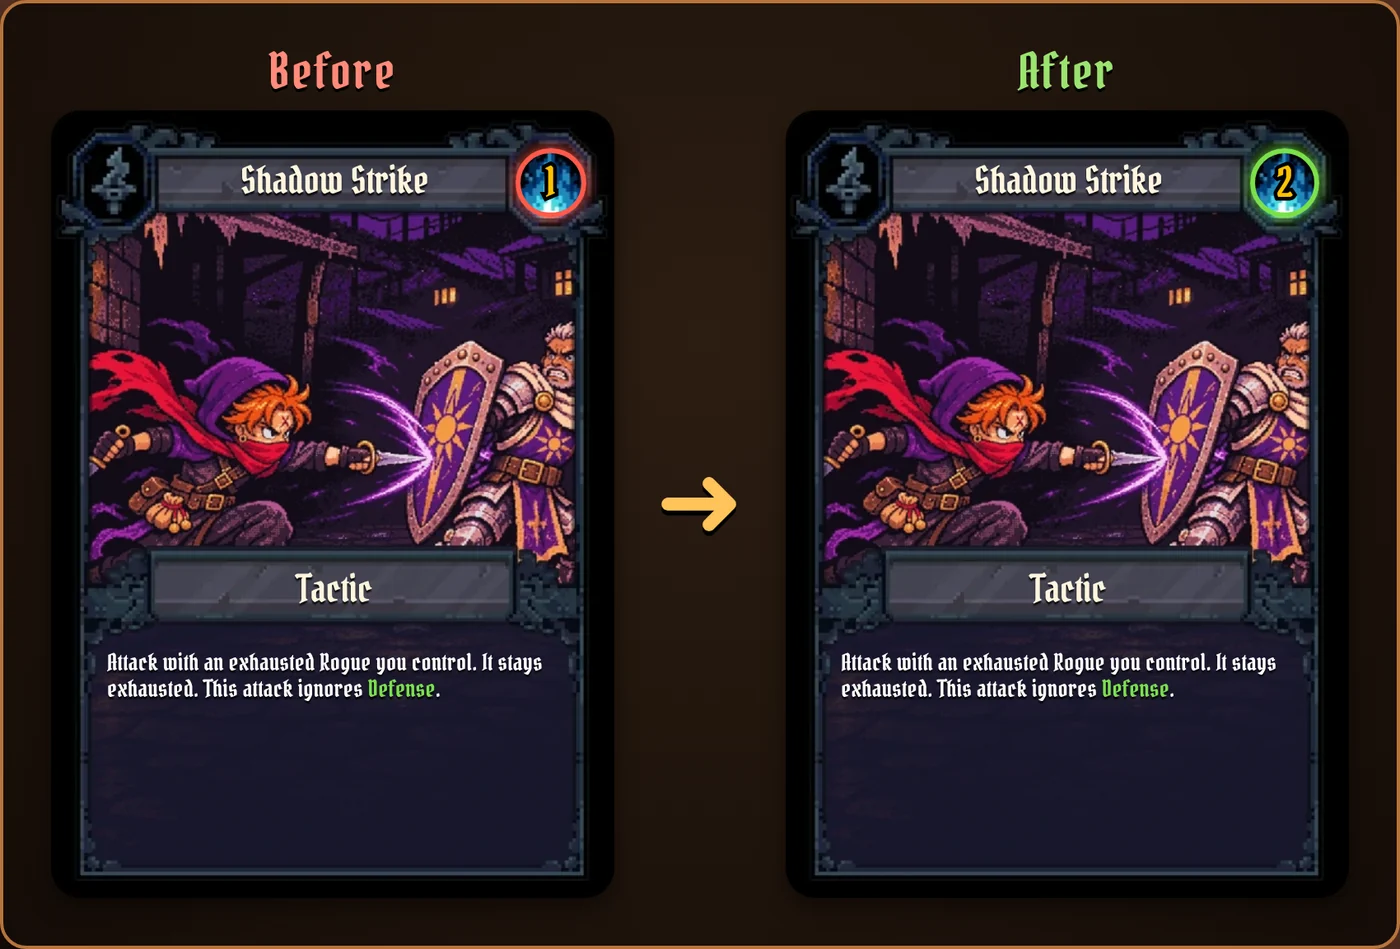 Before
After
Shadow Strike
1
Tactic
Attack with an exhausted Rogue you control. It stays
exhausted. This attack ignores Defense.
Shadow Strike
2
Tactic
Attack with an exhausted Rogue you control. It stays
exhausted. This attack ignores Defense.